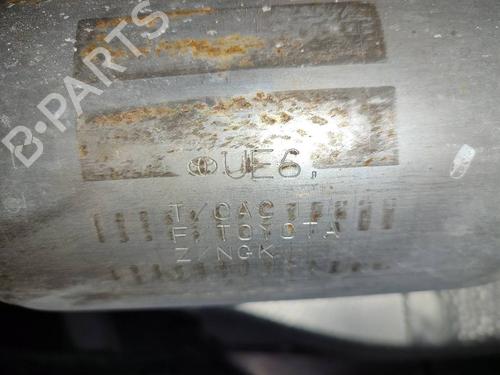 B-PARTS
UE6
T/CAC
F/TOYOTA
Z/NGK